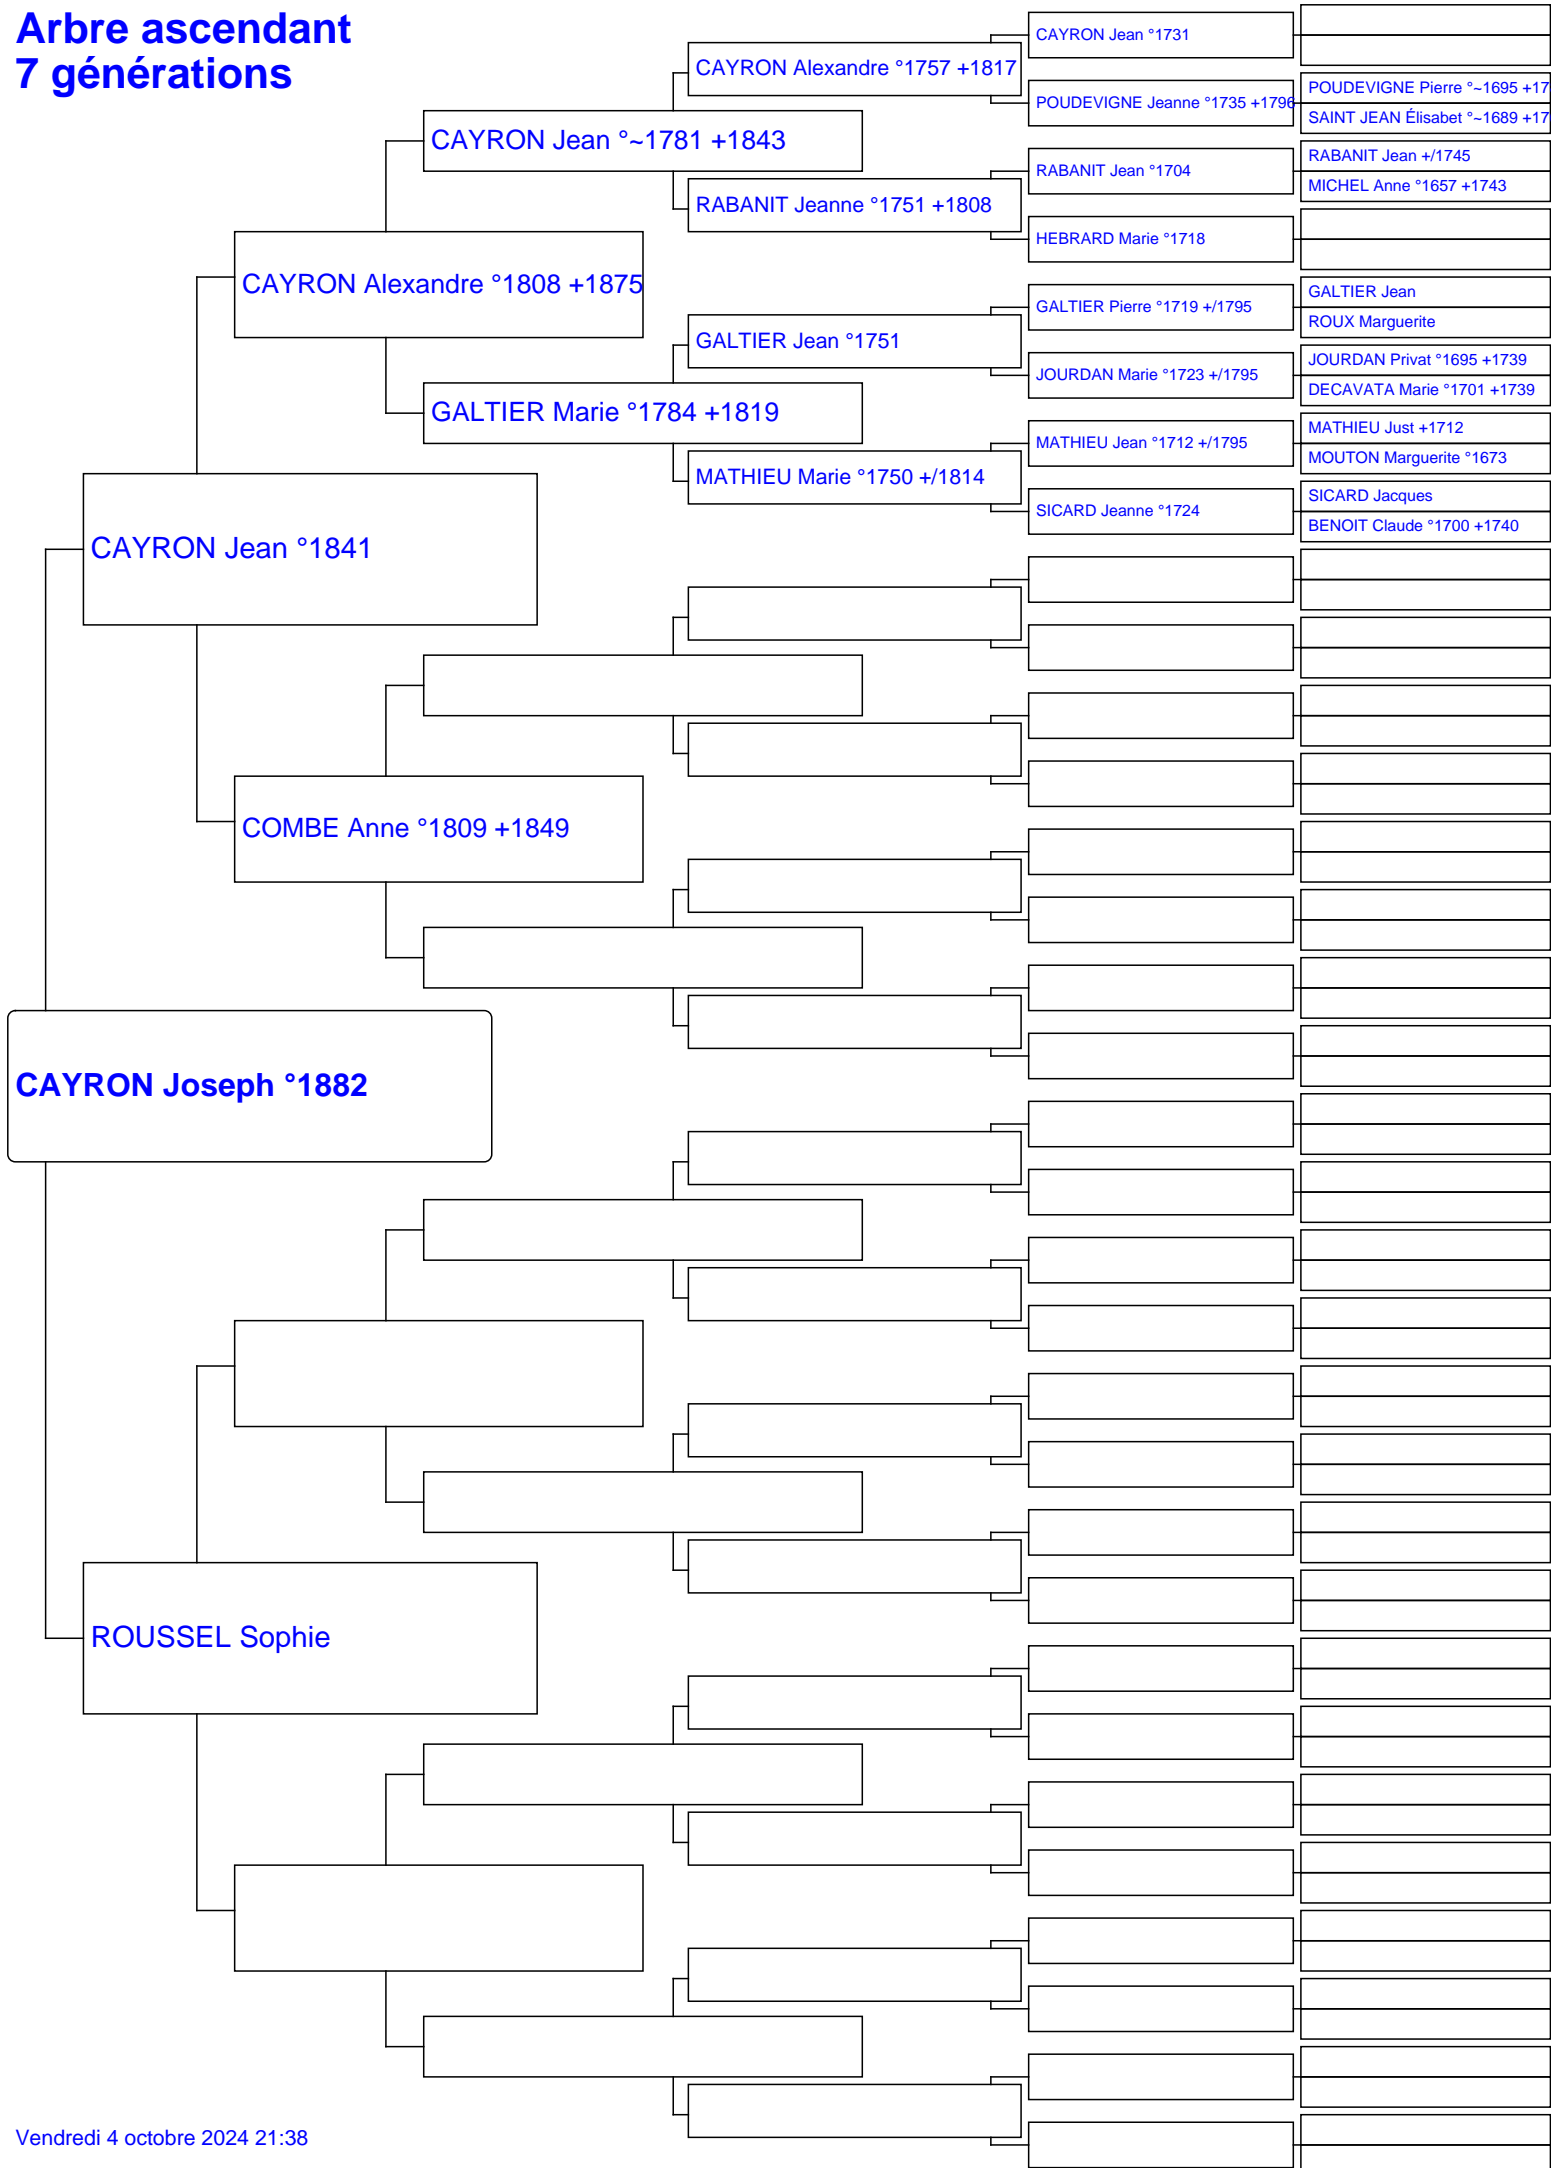 Arbre ascendant
7 générations
CAYRON Joseph °1882
CAYRON Jean °1841
ROUSSEL Sophie
CAYRON Alexandre °1808 +1875
COMBE Anne °1809 +1849
CAYRON Jean °~1781 +1843
GALTIER Marie °1784 +1819
CAYRON Alexandre °1757 +1817
RABANIT Jeanne °1751 +1808
GALTIER Jean °1751
MATHIEU Marie °1750 +/1814
CAYRON Jean °1731
POUDEVIGNE Jeanne °1735 +1796
RABANIT Jean °1704
HEBRARD Marie °1718
GALTIER Pierre °1719 +/1795
JOURDAN Marie °1723 +/1795
MATHIEU Jean °1712 +/1795
SICARD Jeanne °1724
POUDEVIGNE Pierre °~1695 +17
SAINT JEAN Élisabet °~1689 +17
RABANIT Jean +/1745
MICHEL Anne °1657 +1743
GALTIER Jean
ROUX Marguerite
JOURDAN Privat °1695 +1739
DECAVATA Marie °1701 +1739
MATHIEU Just +1712
MOUTON Marguerite °1673
SICARD Jacques
BENOIT Claude °1700 +1740
Vendredi 4 octobre 2024 21:38